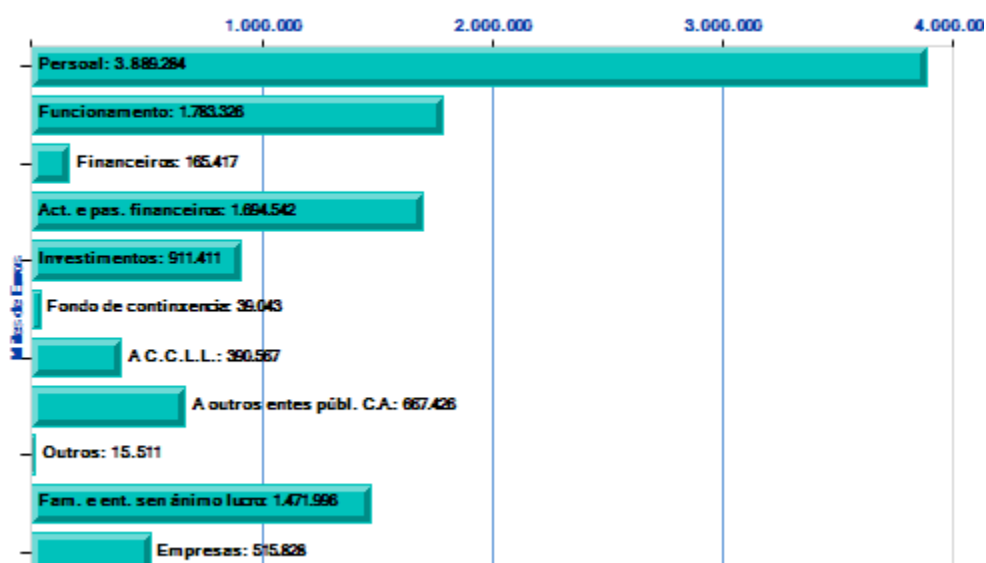 1.000.000 2.000.000 3.000.000 4.000.00
Persoal: 3.889.264
Funcionamento: 1.783.326
Financeiros: 165.417
Act. e pas. financeiros: 1.694.542
Investimentos: 911.411
Fondo de continxencia: 39.043
A C.C.L.L.: 390.567
A outros entes públ. C.A.: 667.426
Outros: 15.511
Fam. e ent. sen ánimo lucro: 1.471.996
Empresas: 515.828
Miles de Euros